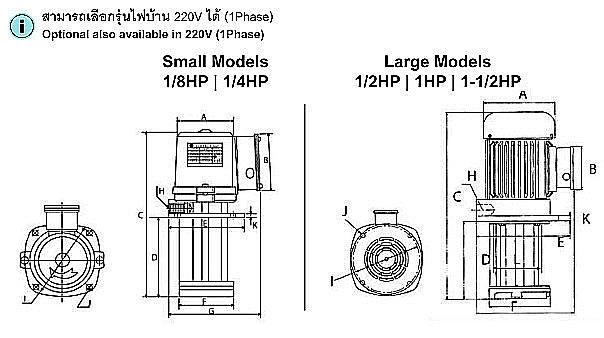 i
สามารถเลือกรุ่นไฟบ้าน 220V ได้ (1Phase)
Optional also available in 220V (1Phase)
Small Models
1/8HP | 1/4HP
Large Models
1/2HP | 1HP | 1-1/2HP
A
B
O
H
C
E
K
D
F
G
J
I
A
B
O
H
C
K
E
D
L
F
J
I